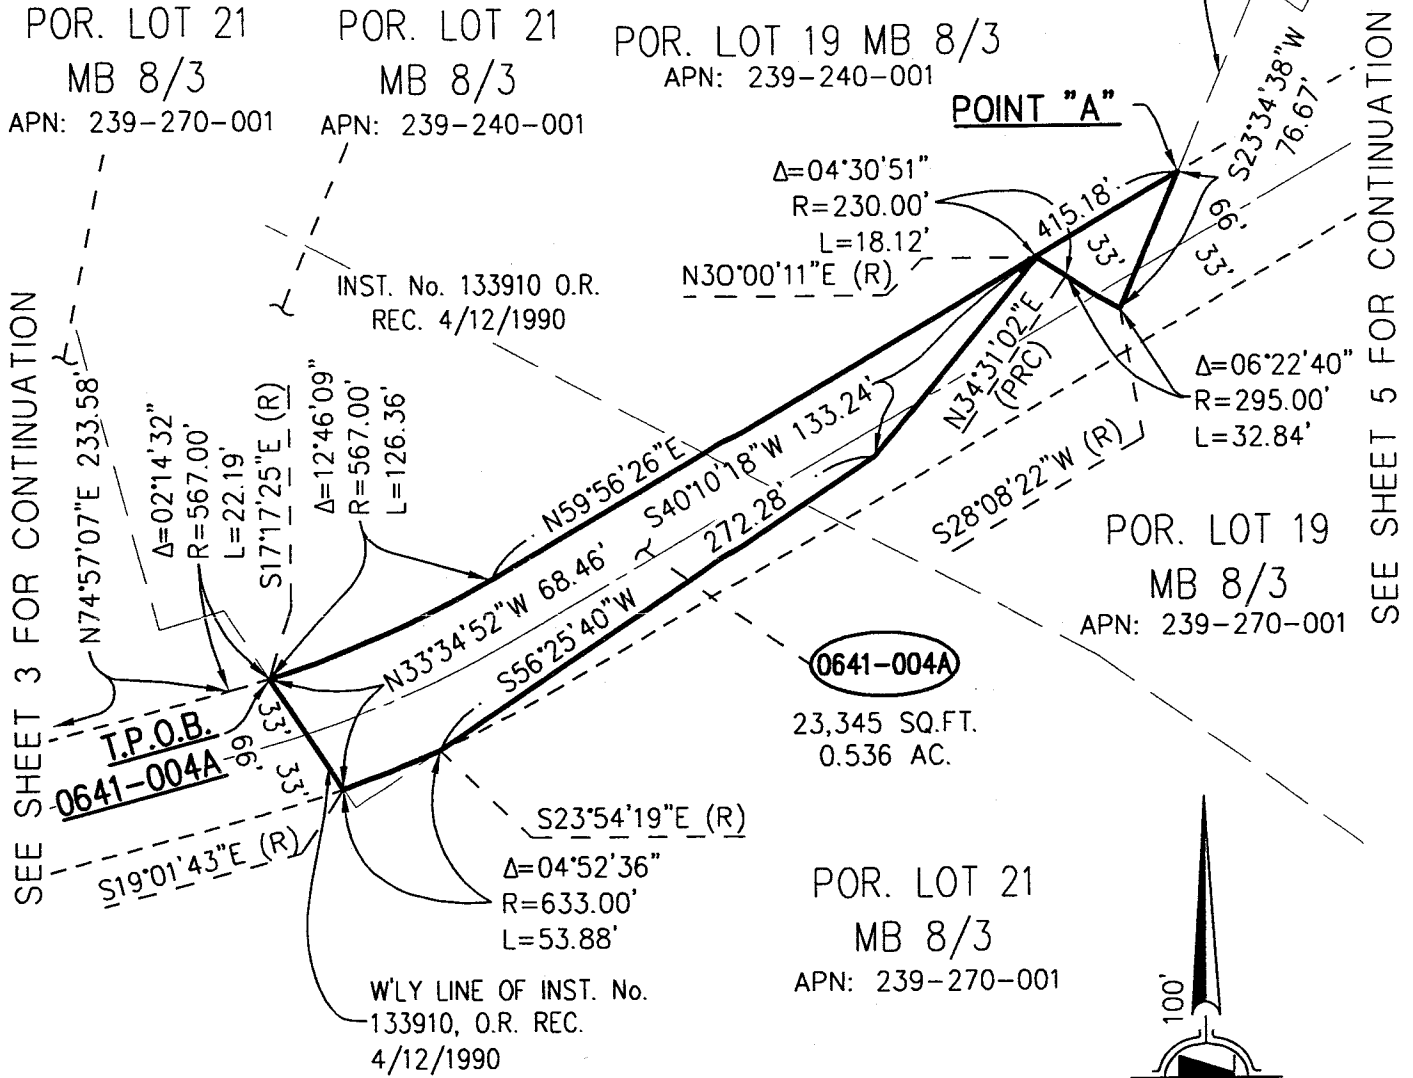 POR. LOT 21
MB 8/3
APN: 239-270-001
POR. LOT 21
MB 8/3
APN: 239-240-001
POR. LOT 19 MB 8/3
APN: 239-240-001
POINT "A"
S23°34'38"W
76.67'
SEE SHEET 5 FOR CONTINUATION
Δ=04°30'51"
R=230.00'
L=18.12'
N30°00'11"E (R)
415.18'
33'
66'
33'
INST. No. 133910 O.R.
REC. 4/12/1990
N34°31'02"E
(PRC)
Δ=06°22'40"
R=295.00'
L=32.84'
S28°08'22"W (R)
SEE SHEET 3 FOR CONTINUATION
N74°57'07"E 233.58'
Δ=02°14'32"
R=567.00'
L=22.19'
S17°17'25"E (R)
Δ=12°46'09"
R=567.00'
L=126.36'
N59°56'26"E
S40°10'18"W 133.24'
272.28'
N33°34'52"W 68.46'
S56°25'40"W
POR. LOT 19
MB 8/3
APN: 239-270-001
0641-004A
23,345 SQ.FT.
0.536 AC.
T.P.O.B.
0641-004A
33'
66'
33'
S19°01'43"E (R)
S23°54'19"E (R)
Δ=04°52'36"
R=633.00'
L=53.88'
POR. LOT 21
MB 8/3
APN: 239-270-001
W'LY LINE OF INST. No.
133910, O.R. REC.
4/12/1990
100'